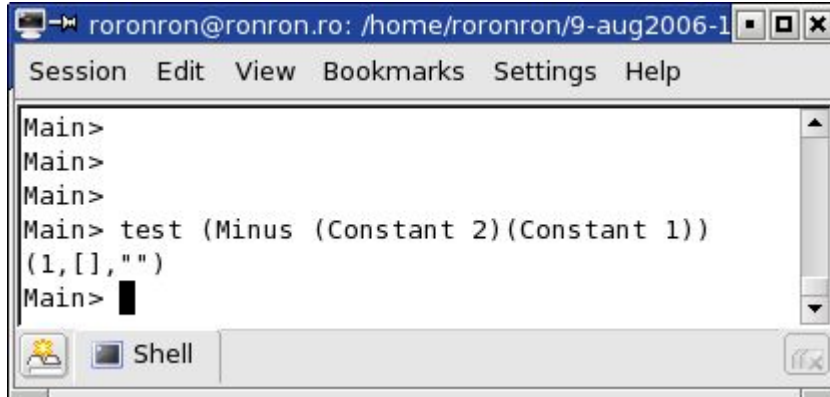 roronron@ronron.ro: /home/roronron/9-aug2006-1
Session Edit View Bookmarks Settings Help
Main>
Main>
Main>
Main> test (Minus (Constant 2)(Constant 1))
(1,[],"")
Main>
Shell